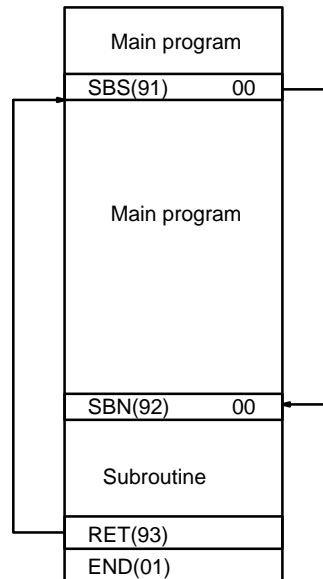 Main program
SBS(91) 00
Main program
SBN(92) 00
Subroutine
RET(93)
END(01)